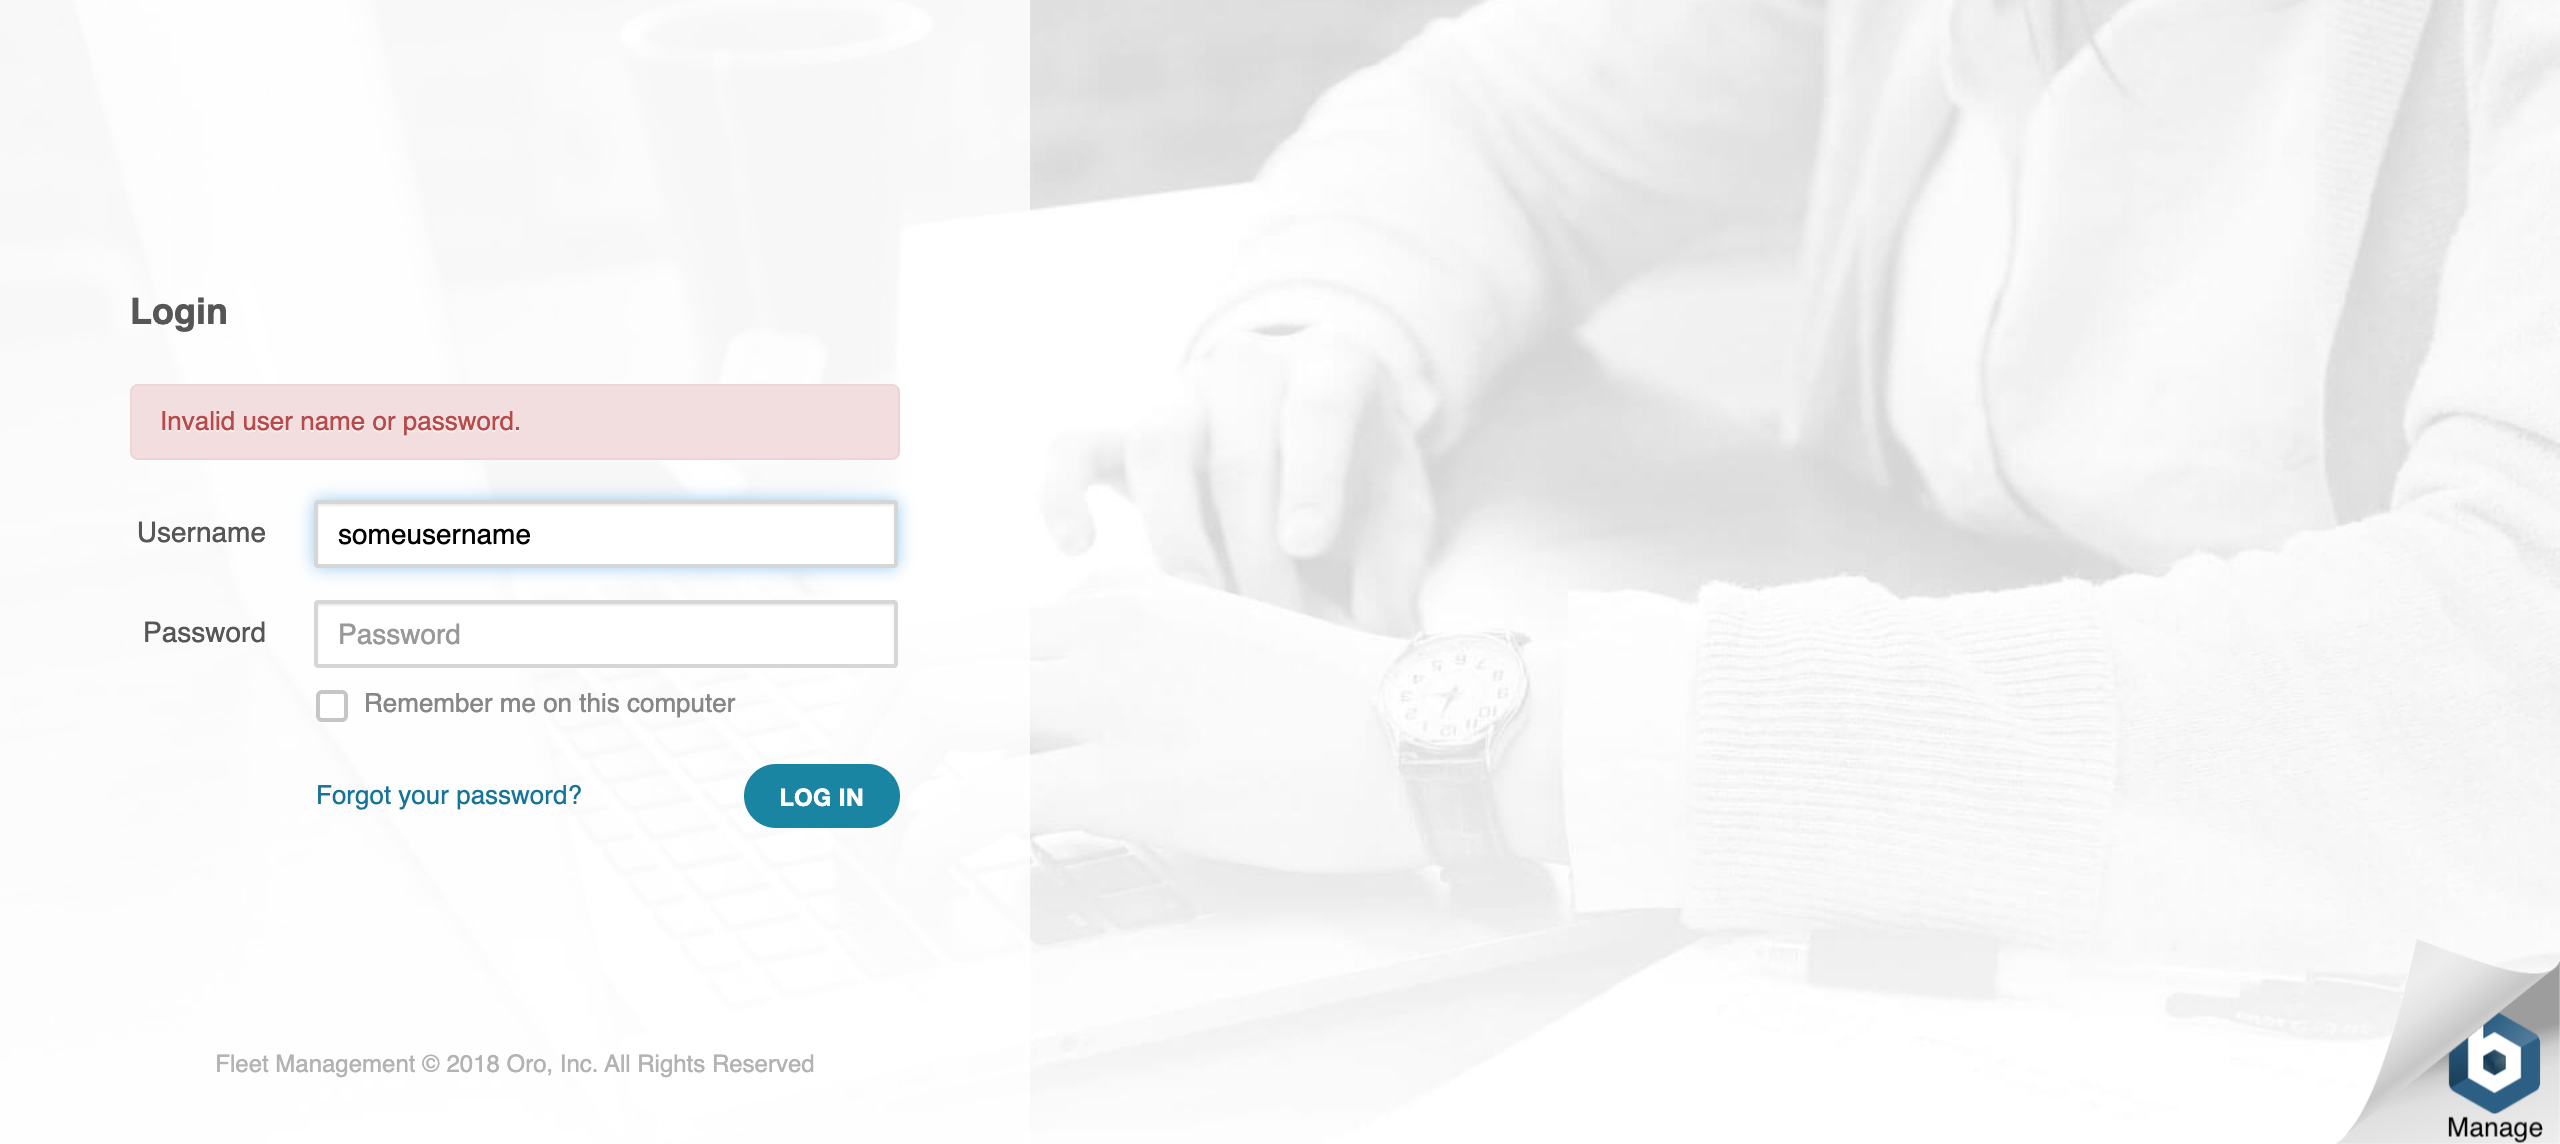 Login
Invalid user name or password.
Username
someusername
Password
Password
Remember me on this computer
Forgot your password?
LOG IN
Fleet Management © 2018 Oro, Inc. All Rights Reserved
Manage